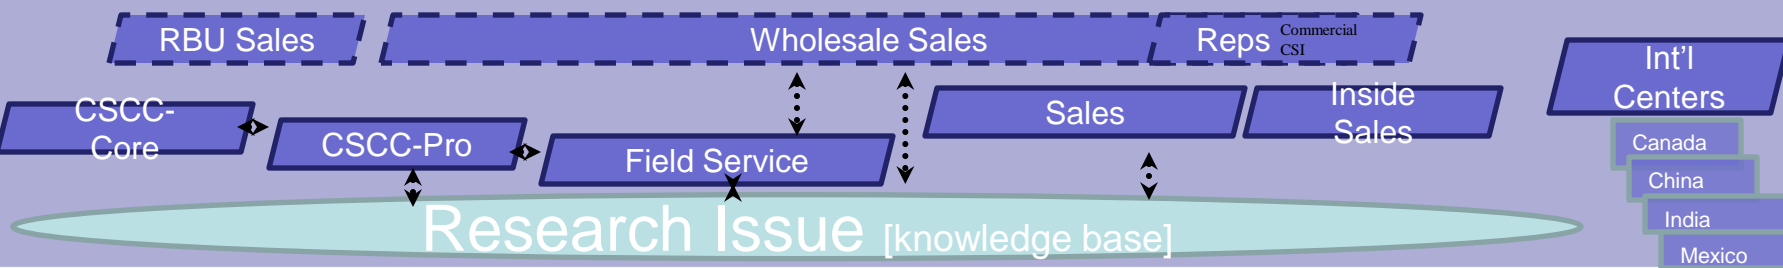 RBU Sales
Wholesale Sales
Reps
Commercial
CSI
Int'l
Centers
CSCC-
Core
CSCC-Pro
Field Service
Sales
Inside
Sales
Canada
China
India
Mexico
Research Issue [knowledge base]